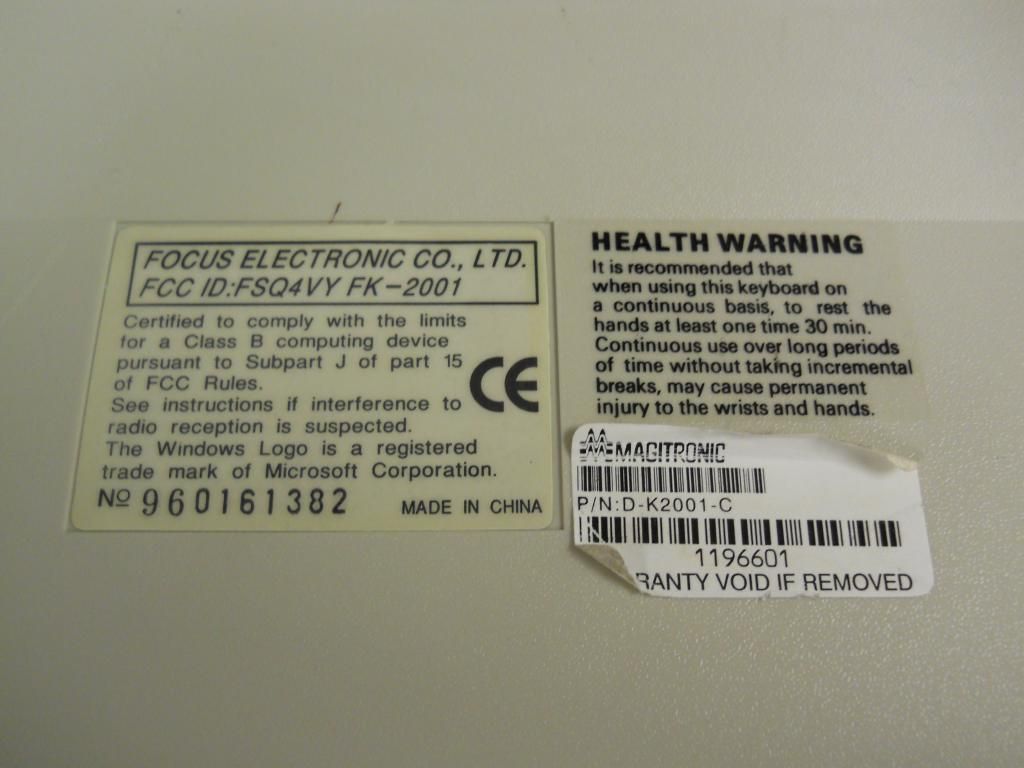 FOCUS ELECTRONIC CO., LTD.
FCC ID:FSQ4VY FK-2001
Certified to comply with the limits
for a Class B computing device
pursuant to Subpart J of part 15
of FCC Rules.
See instructions if interference to
radio reception is suspected.
The Windows Logo is a registered
trade mark of Microsoft Corporation.
CE
No 960161382
MADE IN CHINA
HEALTH WARNING
It is recommended that
when using this keyboard on
a continuous basis, to rest the
hands at least one time 30 min.
Continuous use over long periods
of time without taking incremental
breaks, may cause permanent
injury to the wrists and hands.
MAGITRONIC
P/N:D-K2001-C
1196601
RANTY VOID IF REMOVED